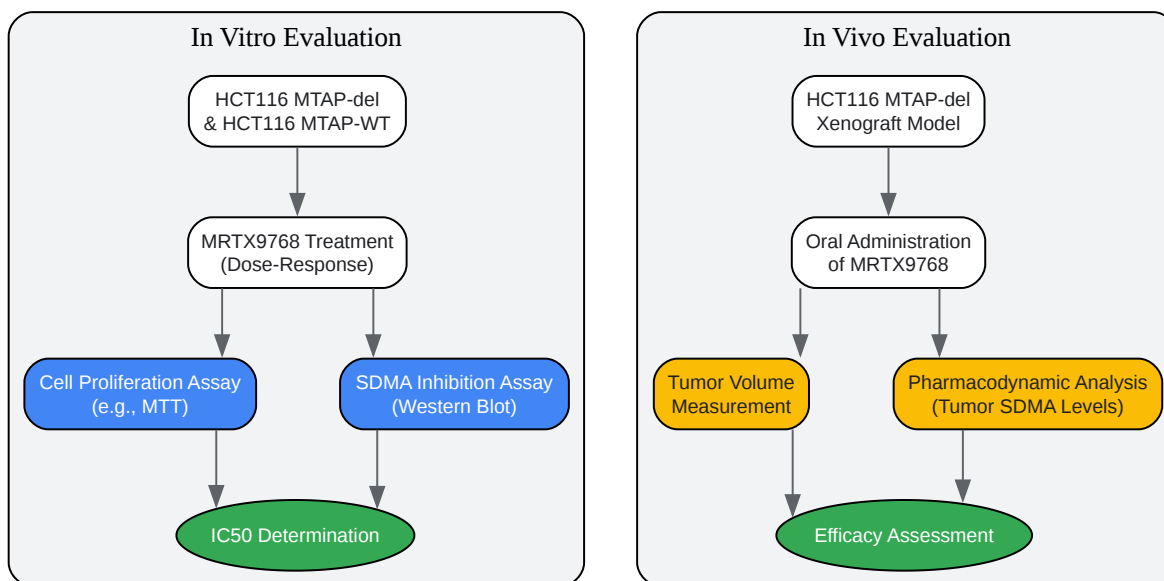 In Vitro Evaluation
HCT116 MTAP-del
& HCT116 MTAP-WT
MRTX9768 Treatment
(Dose-Response)
Cell Proliferation Assay
(e.g., MTT)
SDMA Inhibition Assay
(Western Blot)
IC50 Determination
In Vivo Evaluation
HCT116 MTAP-del
Xenograft Model
Oral Administration
of MRTX9768
Tumor Volume
Measurement
Pharmacodynamic Analysis
(Tumor SDMA Levels)
Efficacy Assessment